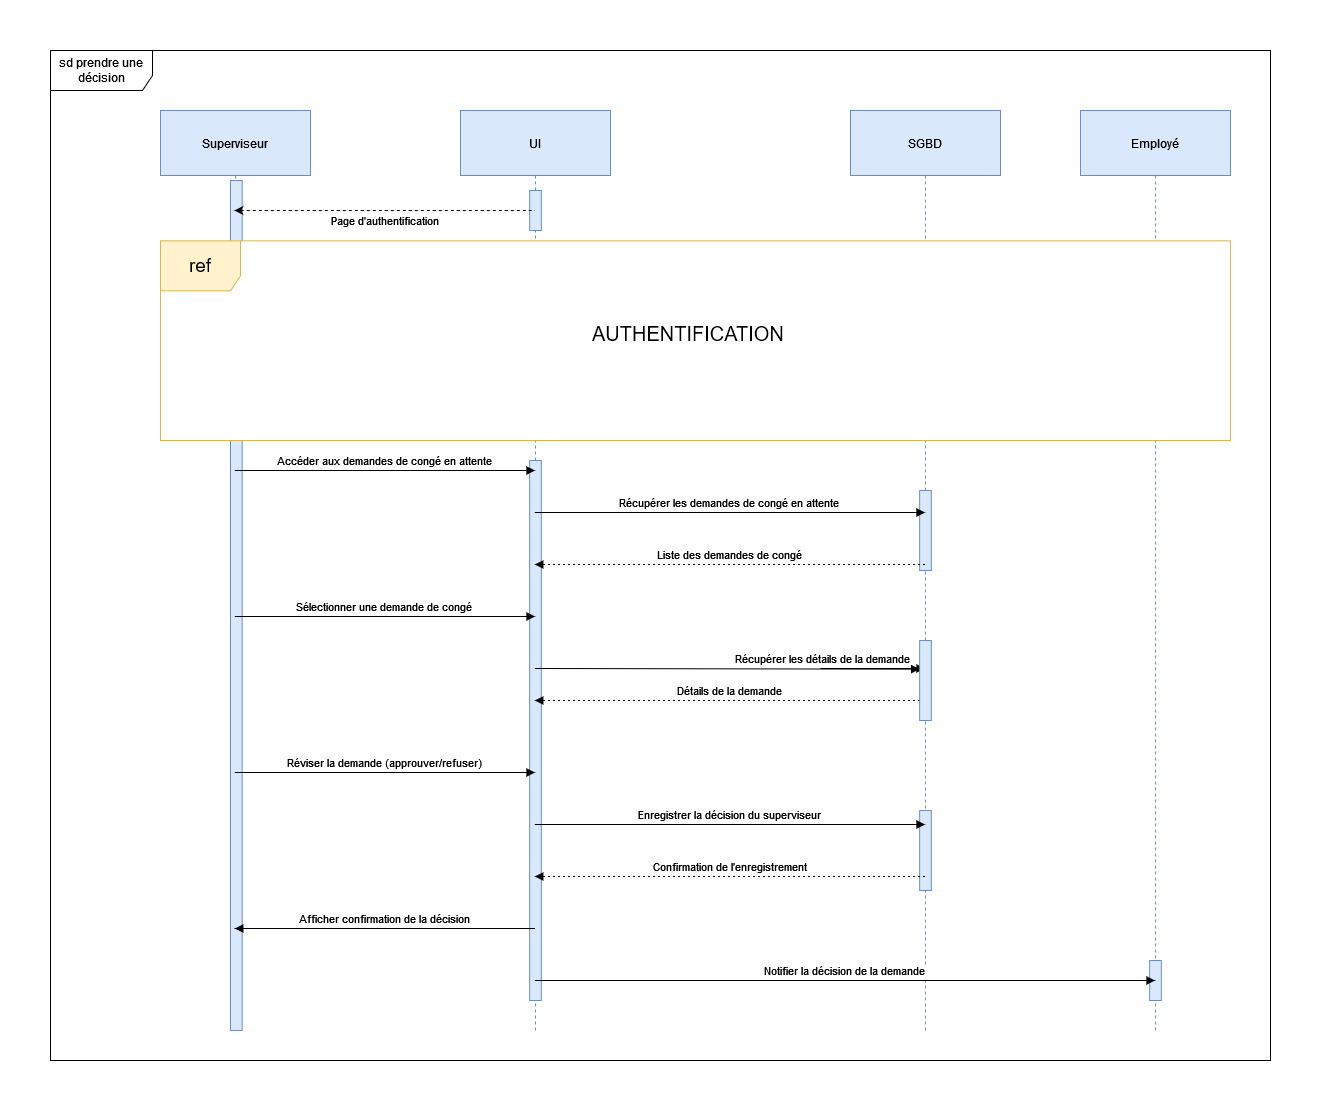 sd prendre une
décision
Superviseur
UI
SGBD
Employé
Page d'authentification
ref
AUTHENTIFICATION
Accéder aux demandes de congé en attente
Récupérer les demandes de congé en attente
Liste des demandes de congé
Sélectionner une demande de congé
Récupérer les détails de la demande
Détails de la demande
Réviser la demande (approuver/refuser)
Enregistrer la décision du superviseur
Confirmation de l'enregistrement
Afficher confirmation de la décision
Notifier la décision de la demande